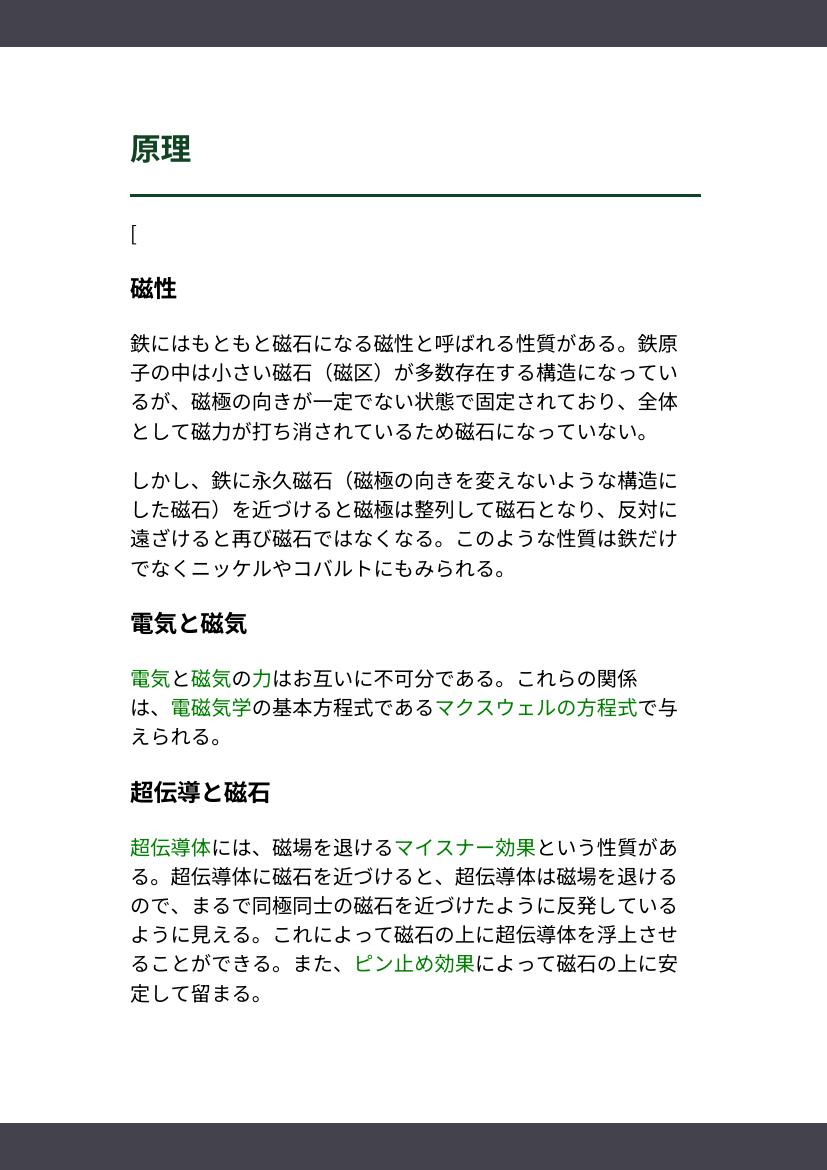 原理
[
磁性
鉄にはもともと磁石になる磁性と呼ばれる性質がある。鉄原
子の中は小さい磁石（磁区）が多数存在する構造になってい
るが、磁極の向きが一定でない状態で固定されており、全体
として磁力が打ち消されているため磁石になっていない。
しかし、鉄に永久磁石（磁極の向きを変えないような構造に
した磁石）を近づけると磁極は整列して磁石となり、反対に
遠ざけると再び磁石ではなくなる。このような性質は鉄だけ
でなくニッケルやコバルトにもみられる。
電気と磁気
電気と磁気の力はお互いに不可分である。これらの関係
は、電磁気学の基本方程式であるマクスウェルの方程式で与
えられる。
超伝導と磁石
超伝導体には、磁場を退けるマイスナー効果という性質があ
る。超伝導体に磁石を近づけると、超伝導体は磁場を退ける
ので、まるで同極同士の磁石を近づけたように反発している
ように見える。これによって磁石の上に超伝導体を浮上させ
ることができる。また、ピン止め効果によって磁石の上に安
定して留まる。